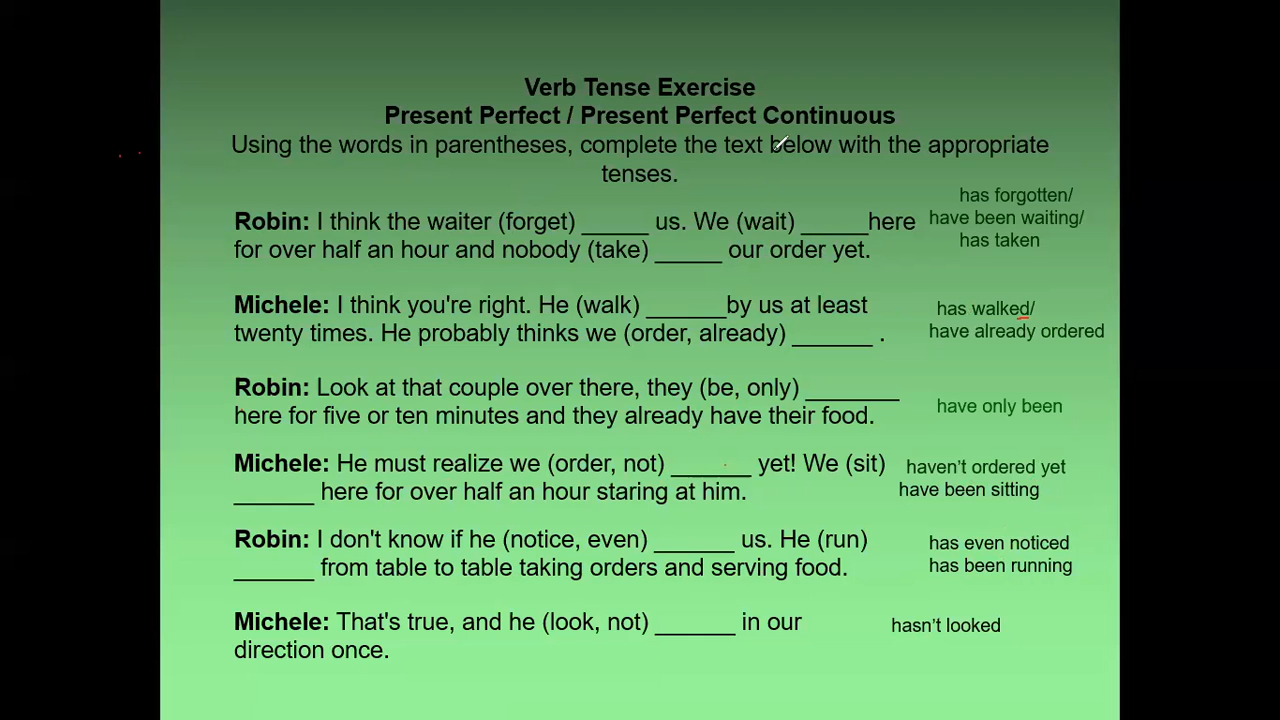 Verb Tense Exercise
Present Perfect / Present Perfect Continuous
Using the words in parentheses, complete the text below with the appropriate
tenses.
Robin: I think the waiter (forget) _____ us. We (wait) _____here
for over half an hour and nobody (take) _____ our order yet.
has forgotten/
have been waiting/
has taken
Michele: I think you're right. He (walk) ______by us at least
twenty times. He probably thinks we (order, already) ______ .
has walked/
have already ordered
Robin: Look at that couple over there, they (be, only) _______
here for five or ten minutes and they already have their food.
have only been
Michele: He must realize we (order, not) ______ yet! We (sit)
______ here for over half an hour staring at him.
haven’t ordered yet
have been sitting
Robin: I don't know if he (notice, even) ______ us. He (run)
______ from table to table taking orders and serving food.
has even noticed
has been running
Michele: That's true, and he (look, not) ______ in our
direction once.
hasn’t looked